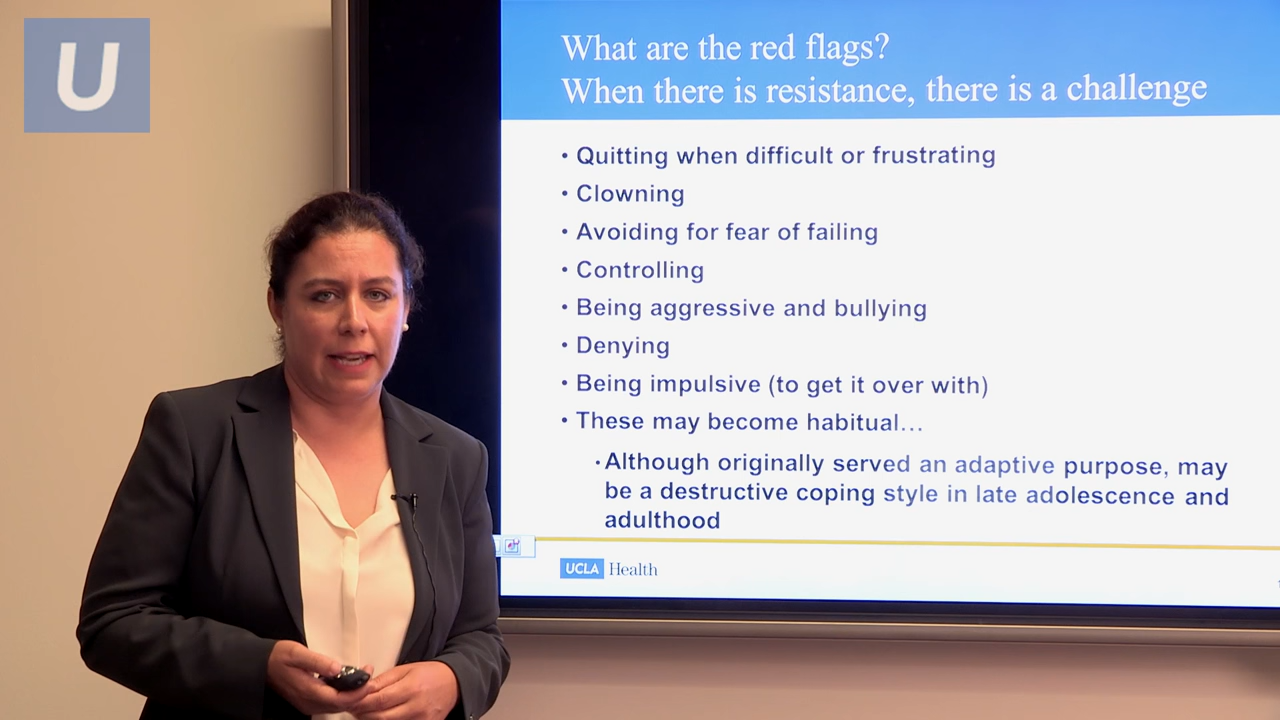 U
What are the red flags?
When there is resistance, there is a challenge
• Quitting when difficult or frustrating
• Clowning
• Avoiding for fear of failing
• Controlling
• Being aggressive and bullying
• Denying
• Being impulsive (to get it over with)
• These may become habitual…
• Although originally served an adaptive purpose, may
be a destructive coping style in late adolescence and
adulthood
UCLA Health